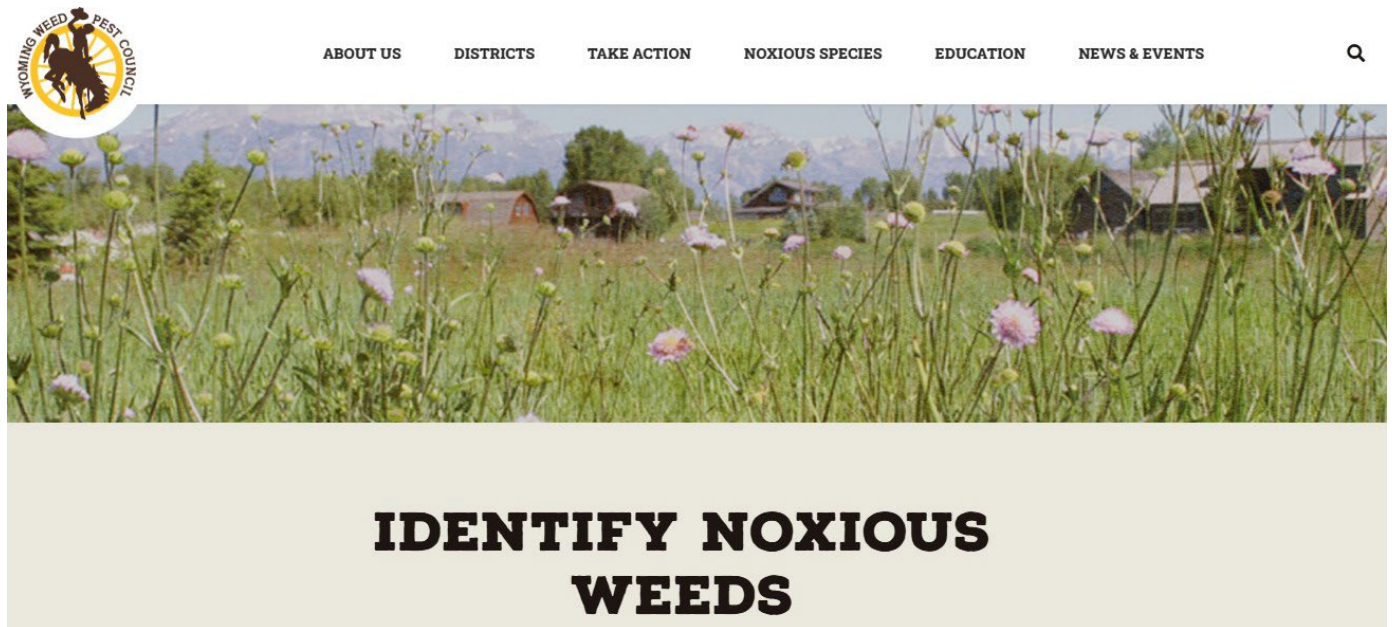 WYOMING WEED PEST COUNCIL
ABOUT US DISTRICTS TAKE ACTION NOXIOUS SPECIES EDUCATION NEWS & EVENTS
IDENTIFY NOXIOUS
WEEDS